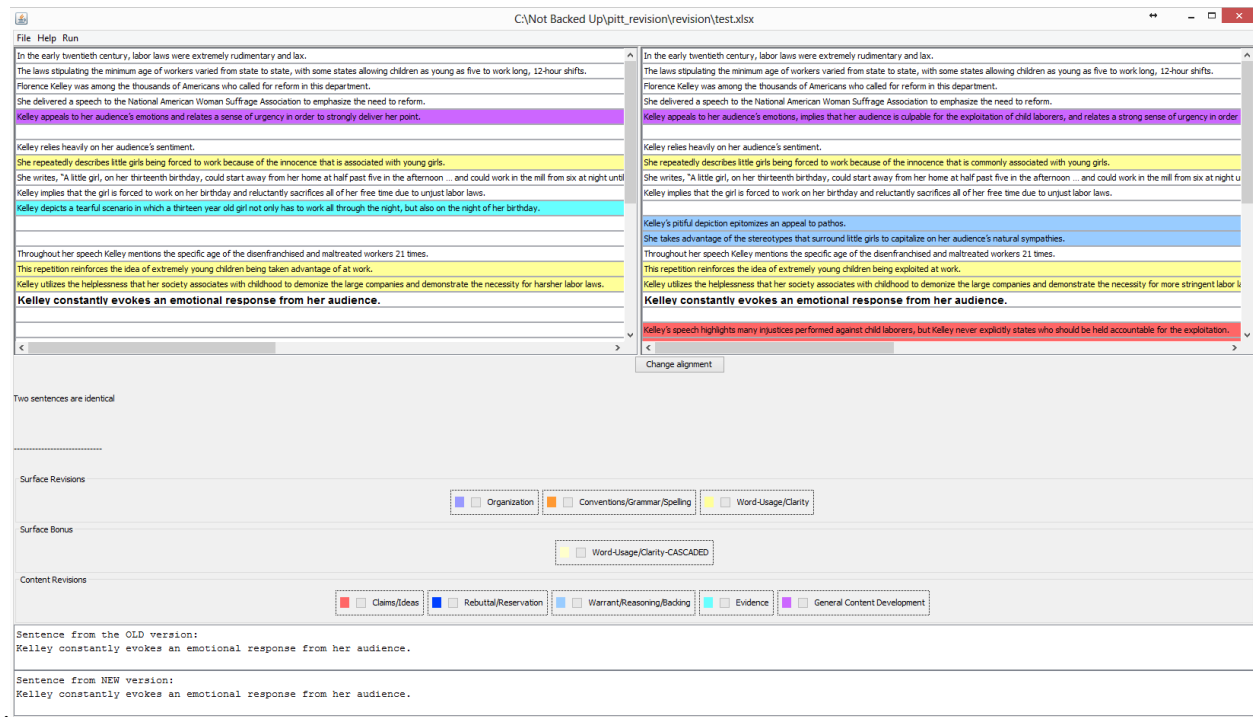 C:\Not Backed Up\pitt_revision\revision\test.xlsx
File Help Run
In the early twentieth century, labor laws were extremely rudimentary and lax.
The laws stipulating the minimum age of workers varied from state to state, with some states allowing children as young as five to work long, 12-hour shifts.
Florence Kelley was among the thousands of Americans who called for reform in this department.
She delivered a speech to the National American Woman Suffrage Association to emphasize the need to reform.
Kelley appeals to her audience's emotions and relates a sense of urgency in order to strongly deliver her point.
Kelley relies heavily on her audience's sentiment.
She repeatedly describes little girls being forced to work because of the innocence that is associated with young girls.
She writes, "A little girl, on her thirteenth birthday, could start away from her home at half past five in the afternoon ... and could work in the mill from six at night until
Kelley implies that the girl is forced to work on her birthday and reluctantly sacrifices all of her free time due to unjust labor laws.
Kelley depicts a tearful scenario in which a thirteen year old girl not only has to work all through the night, but also on the night of her birthday.
Throughout her speech Kelley mentions the specific age of the disenfranchised and maltreated workers 21 times.
This repetition reinforces the idea of extremely young children being taken advantage of at work.
Kelley utilizes the helplessness that her society associates with childhood to demonize the large companies and demonstrate the necessity for harsher labor laws.
Kelley constantly evokes an emotional response from her audience.
In the early twentieth century, labor laws were extremely rudimentary and lax.
The laws stipulating the minimum age of workers varied from state to state, with some states allowing children as young as five to work long, 12-hour shifts.
Florence Kelley was among the thousands of Americans who called for reform in this department.
She delivered a speech to the National American Woman Suffrage Association to emphasize the need to reform.
Kelley appeals to her audience's emotions, implies that her audience is culpable for the exploitation of child laborers, and relates a strong sense of urgency in order
Kelley relies heavily on her audience's sentiment.
She repeatedly describes little girls being forced to work because of the innocence that is commonly associated with young girls.
She writes, "A little girl, on her thirteenth birthday, could start away from her home at half past five in the afternoon ... and could work in the mill from six at night u
Kelley implies that the girl is forced to work on her birthday and reluctantly sacrifices all of her free time due to unjust labor laws.
Kelley's pitiful depiction epitomizes an appeal to pathos.
She takes advantage of the stereotypes that surround little girls to capitalize on her audience's natural sympathies.
Throughout her speech Kelley mentions the specific age of the disenfranchised and maltreated workers 21 times.
This repetition reinforces the idea of extremely young children being exploited at work.
Kelley utilizes the helplessness that her society associates with childhood to demonize the large companies and demonstrate the necessity for more stringent labor la
Kelley constantly evokes an emotional response from her audience.
Kelley's speech highlights many injustices performed against child laborers, but Kelley never explicitly states who should be held accountable for the exploitation.
Change alignment
Two sentences are identical
----------------------------
Surface Revisions
Organization
Conventions/Grammar/Spelling
Word-Usage/Clarity
Surface Bonus
Word-Usage/Clarity-CASCADED
Content Revisions
Claims/Ideas
Rebuttal/Reservation
Warrant/Reasoning/Backing
Evidence
General Content Development
Sentence from the OLD version:
Kelley constantly evokes an emotional response from her audience.
Sentence from NEW version:
Kelley constantly evokes an emotional response from her audience.